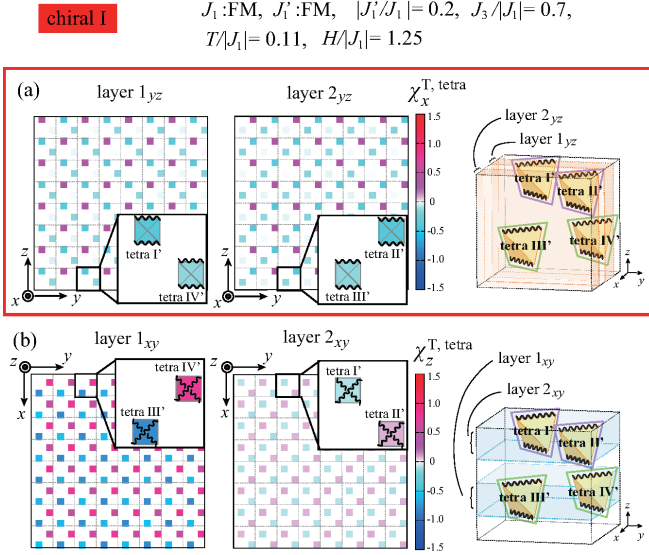 chiral I
J₁ :FM, J₁' :FM, |J₁'/J₁ |= 0.2, J₃ /|J₁|= 0.7,
T/|J₁|= 0.11, H/|J₁|= 1.25
(a)
layer 1yz
layer 2yz
χₓ^T, tetra
1.5
1.0
0.5
0
-0.5
-1.0
-1.5
tetra I'
tetra IV'
z
x
y
tetra II'
tetra III'
z
x
y
layer 2yz
layer 1yz
tetra I'
tetra II'
tetra III'
tetra IV'
z
y
x
(b)
layer 1xy
layer 2xy
χ_z^T, tetra
1.5
1.0
0.5
0
-0.5
-1.0
-1.5
z
y
x
tetra IV'
tetra III'
z
y
x
tetra I'
tetra II'
layer 1xy
layer 2xy
tetra I'
tetra II'
tetra III'
tetra IV'
z
y
x